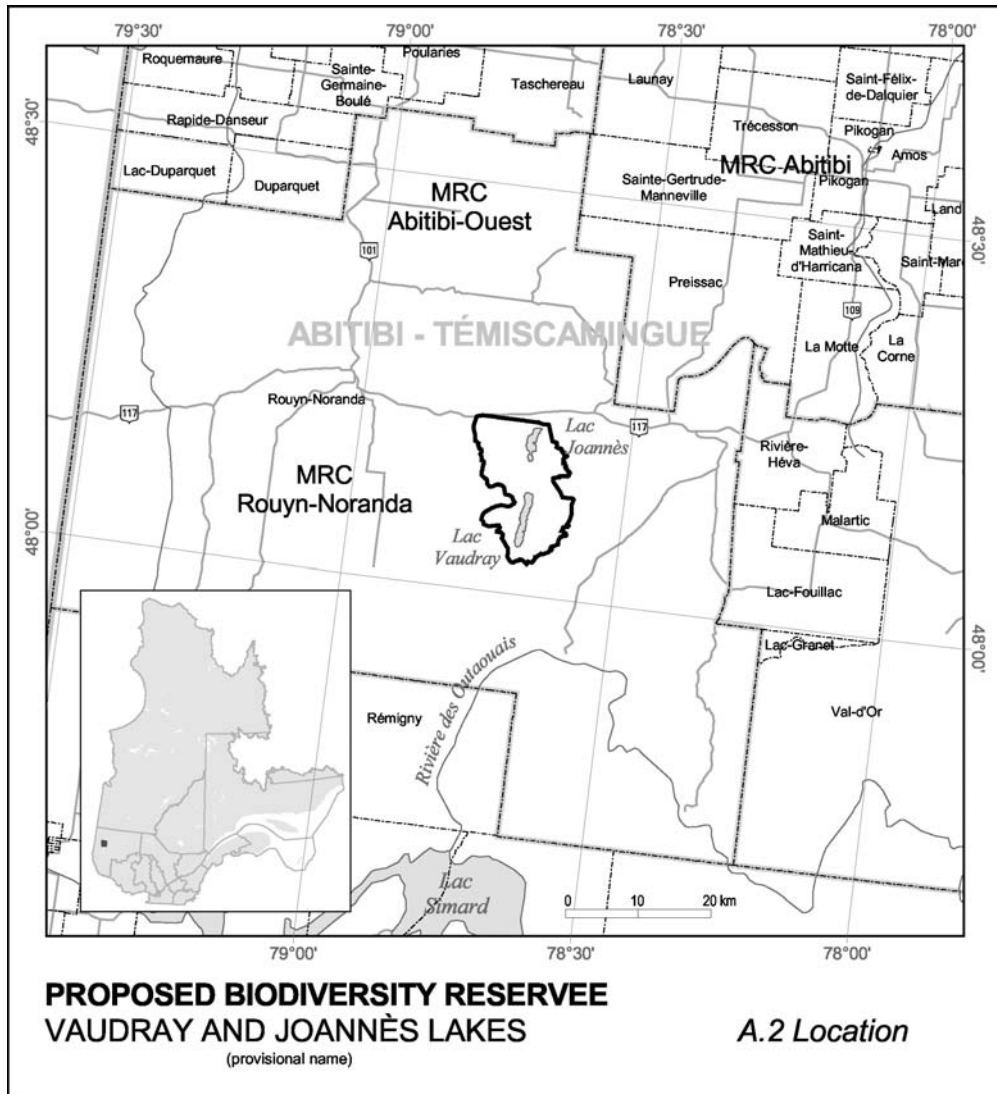 79°30'
79°00'
78°30'
78°00'
Roquemaure
Poularies
Sainte-
Germaine-
Boulé
Taschereau
Launay
Saint-Félix-
de-Dalquier
48°30'
Rapide-Danseur
Trécesson
Pikogan
Amos
Lac-Duparquet
Duparquet
MRC
Abitibi-Ouest
Sainte-Gertrude-
Manneville
MRC Abitibi
Pikogan
Land
Saint-
Mathieu-
d'Harricana
Saint-Marc
48°30'
101
Preissac
109
ABITIBI - TÉMISCAMINGUE
La Motte
La
Corne
117
Rouyn-Noranda
Lac
Joannès
117
Rivière-
Héva
MRC
Rouyn-Noranda
48°00'
Lac
Vaudray
Malartic
Lac-Fouillac
Lac-Granet
48°00'
Rivière des Outaouais
Rémigny
Val-d'Or
Lac
Simard
0 10 20 km
79°00'
78°30'
78°00'
PROPOSED BIODIVERSITY RESERVEE
VAUDRAY AND JOANNÈS LAKES
A.2 Location
(provisional name)